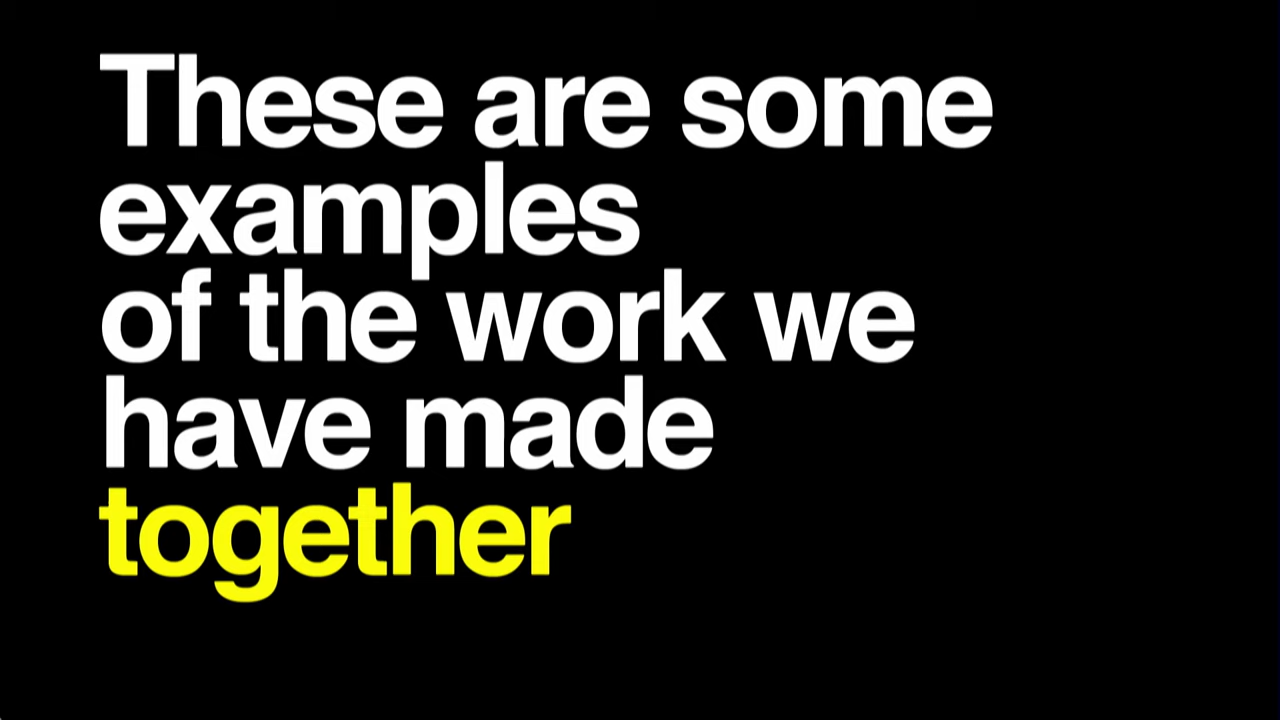 These are some
examples
of the work we
have made
together